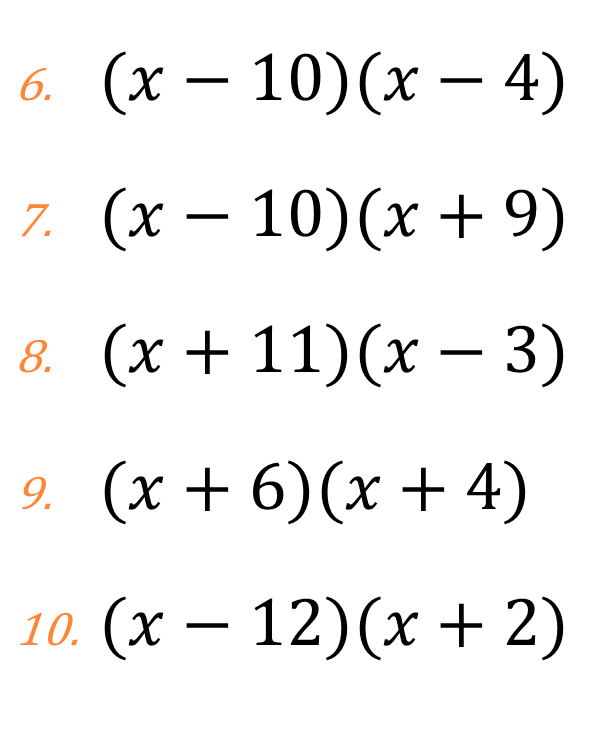 6. (x − 10)(x − 4)
7. (x − 10)(x + 9)
8. (x + 11)(x − 3)
9. (x + 6)(x + 4)
10. (x − 12)(x + 2)